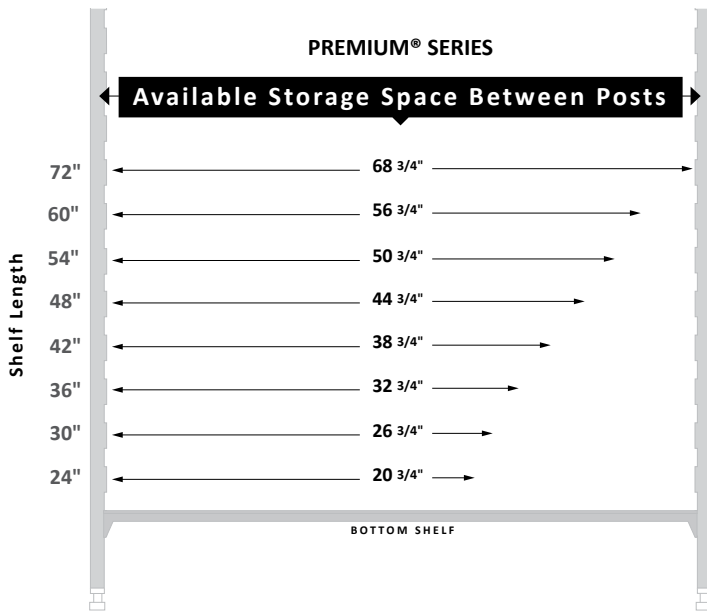 PREMIUM® SERIES
Available Storage Space Between Posts
Shelf Length
72" 68 3/4"
60" 56 3/4"
54" 50 3/4"
48" 44 3/4"
42" 38 3/4"
36" 32 3/4"
30" 26 3/4"
24" 20 3/4"
BOTTOM SHELF